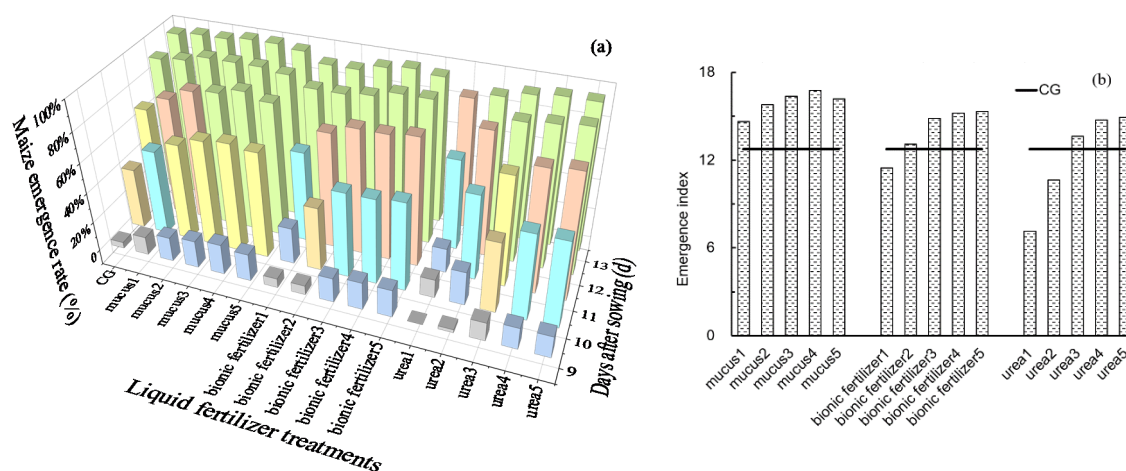 (a)
Maize emergence rate (%)
100%
80%
60%
40%
20%
0
CG
mucus1
mucus2
mucus3
mucus4
mucus5
bionic fertilizer1
bionic fertilizer2
bionic fertilizer3
bionic fertilizer4
bionic fertilizer5
urea1
urea2
urea3
urea4
urea5
Liquid fertilizer treatments
9
10
11
12
13
Days after sowing (d)
(b)
CG
Emergence index
18
12
6
0
mucus1
mucus2
mucus3
mucus4
mucus5
bionic fertilizer1
bionic fertilizer2
bionic fertilizer3
bionic fertilizer4
bionic fertilizer5
urea1
urea2
urea3
urea4
urea5